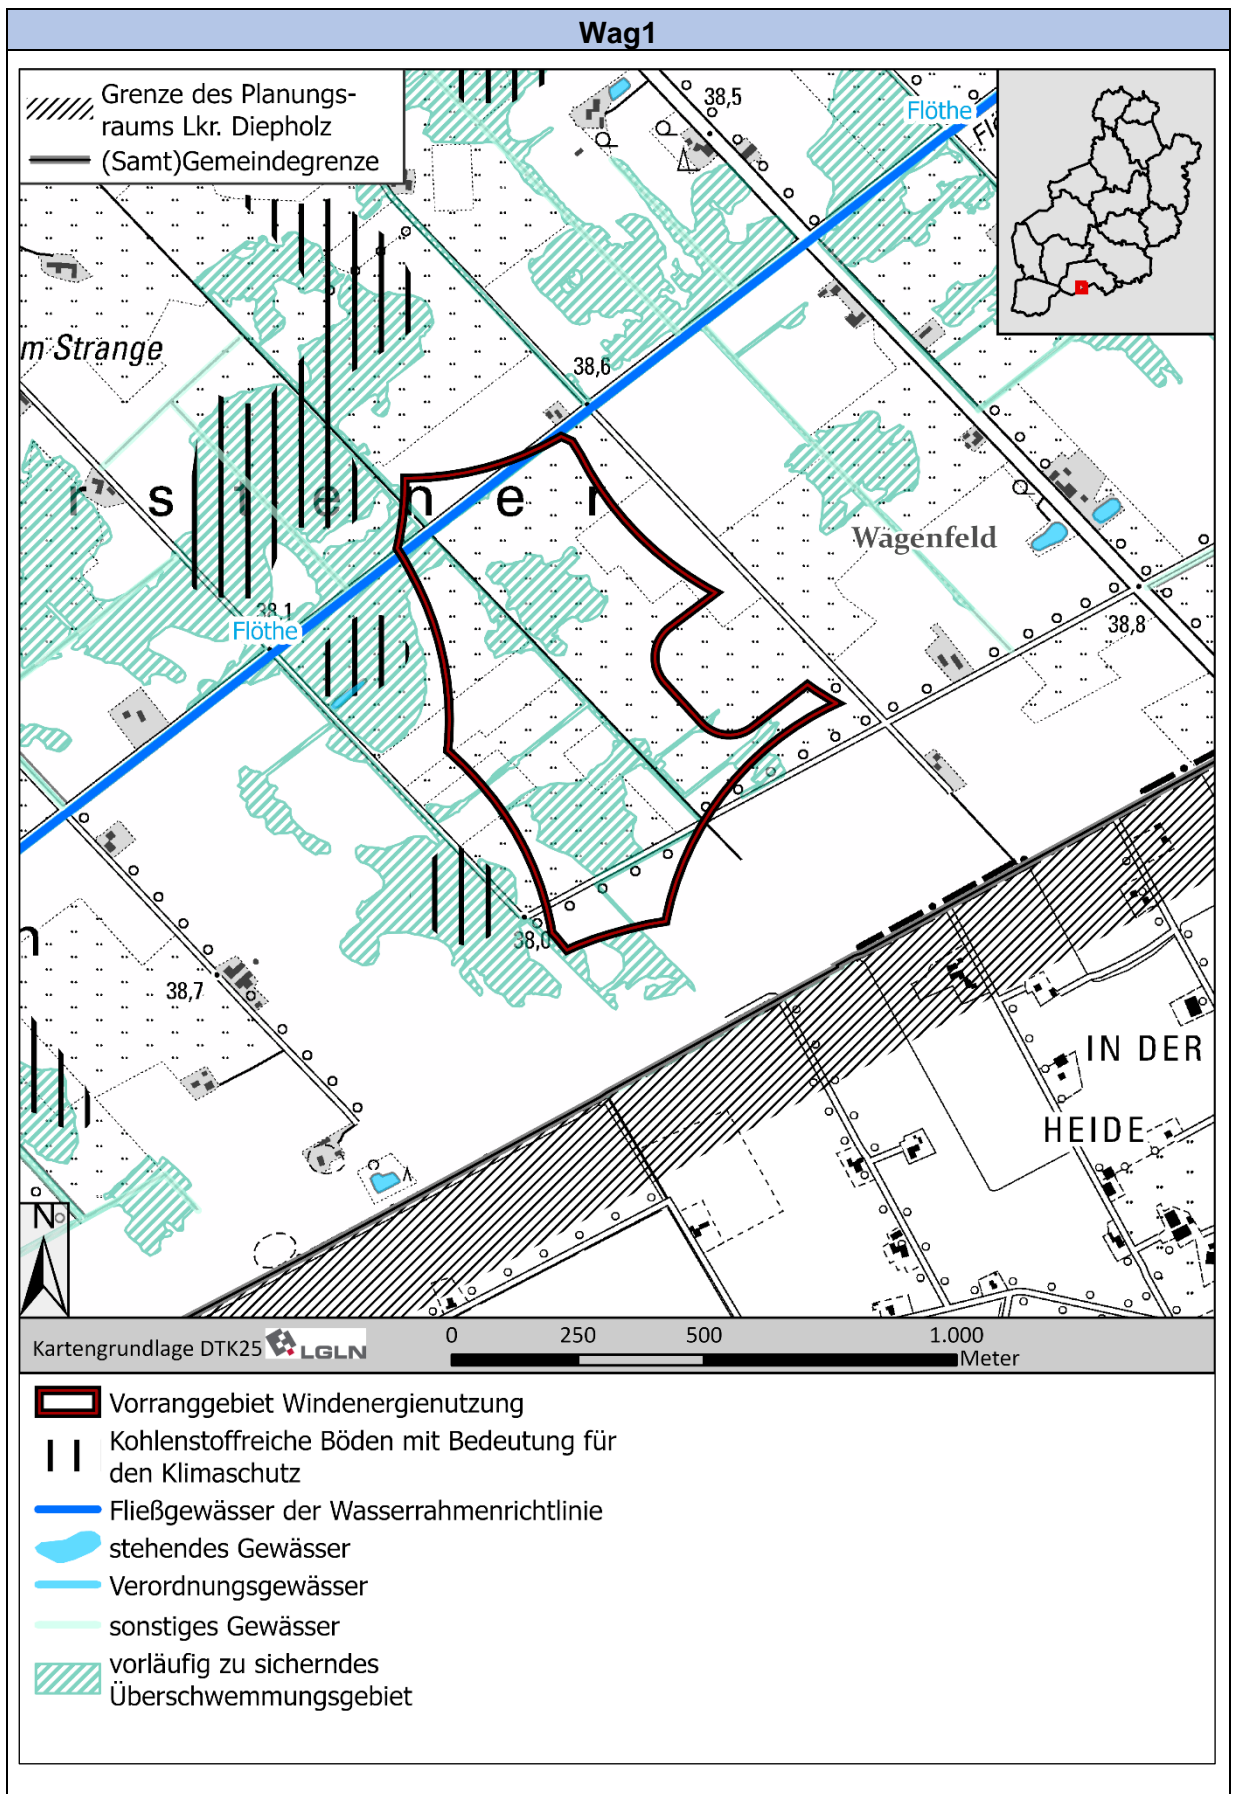 Wag1
Grenze des Planungs-
raums Lkr. Diepholz
(Samt)Gemeindegrenze
38,5
Flöthe
m Strange
38,6
r s t e n e r
Wagenfeld
38,1
Flöthe
38,8
38,0
n
38,7
IN DER
HEIDE
N
Kartengrundlage DTK25 LGLN
0 250 500 1.000
Meter
Vorranggebiet Windenergienutzung
Kohlenstoffreiche Böden mit Bedeutung für
den Klimaschutz
Fließgewässer der Wasserrahmenrichtlinie
stehendes Gewässer
Verordnungsgewässer
sonstiges Gewässer
vorläufig zu sicherndes
Überschwemmungsgebiet